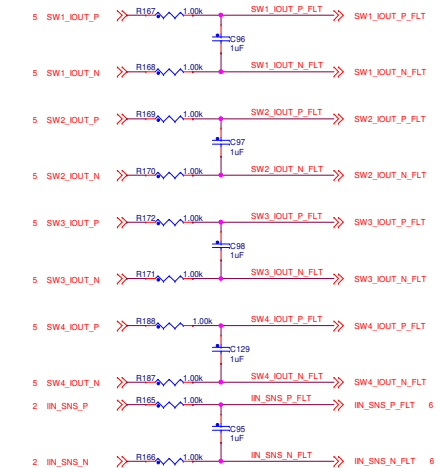 5 SW1_IOUT_P R167 1.00k SW1_IOUT_P_FLT SW1_IOUT_P_FLT
C96
1uF
5 SW1_IOUT_N R168 1.00k SW1_IOUT_N_FLT SW1_IOUT_N_FLT
5 SW2_IOUT_P R169 1.00k SW2_IOUT_P_FLT SW2_IOUT_P_FLT
C97
1uF
5 SW2_IOUT_N R170 1.00k SW2_IOUT_N_FLT SW2_IOUT_N_FLT
5 SW3_IOUT_P R172 1.00k SW3_IOUT_P_FLT SW3_IOUT_P_FLT
C98
1uF
5 SW3_IOUT_N R171 1.00k SW3_IOUT_N_FLT SW3_IOUT_N_FLT
5 SW4_IOUT_P R188 1.00k SW4_IOUT_P_FLT SW4_IOUT_P_FLT
C129
1uF
5 SW4_IOUT_N R187 1.00k SW4_IOUT_N_FLT SW4_IOUT_N_FLT
2 IIN_SNS_P R165 1.00k IIN_SNS_P_FLT IIN_SNS_P_FLT 6
C95
1uF
2 IIN_SNS_N R166 1.00k IIN_SNS_N_FLT IIN_SNS_N_FLT 6